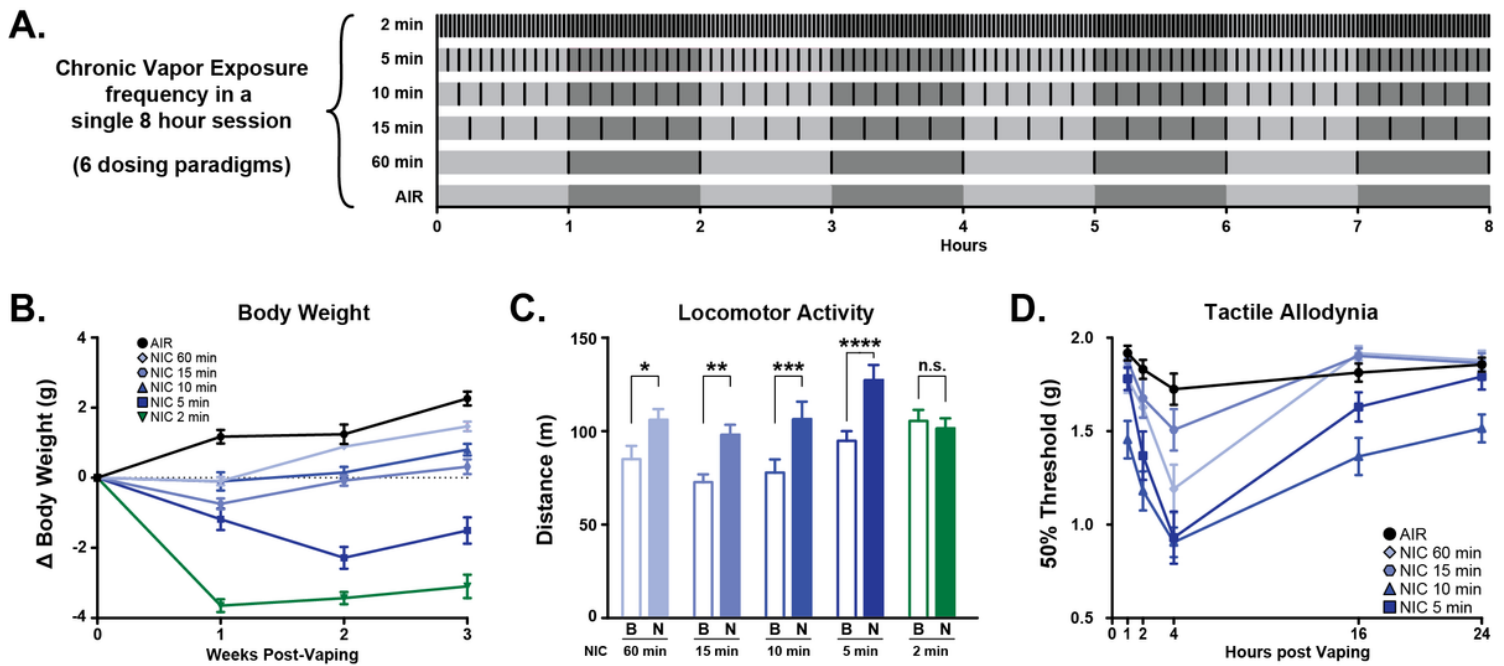 A.
Chronic Vapor Exposure
frequency in a
single 8 hour session
(6 dosing paradigms)
2 min
5 min
10 min
15 min
60 min
AIR
0 1 2 3 4 5 6 7 8
Hours
B.
Body Weight
Δ Body Weight (g)
4
2
0
-2
-4
AIR
NIC 60 min
NIC 15 min
NIC 10 min
NIC 5 min
NIC 2 min
0 1 2 3
Weeks Post-Vaping
C.
Locomotor Activity
Distance (m)
150
100
50
0
* ** *** **** n.s.
B N B N B N B N B N
NIC 60 min 15 min 10 min 5 min 2 min
D.
Tactile Allodynia
50% Threshold (g)
2.0
1.5
1.0
0.5
AIR
NIC 60 min
NIC 15 min
NIC 10 min
NIC 5 min
0 1 2 4 16 24
Hours post Vaping